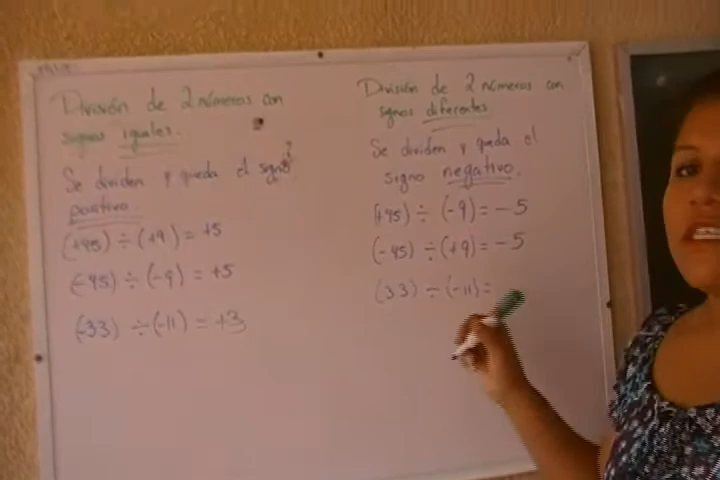 División de 2 números con
signos iguales.
Se dividen y queda el signo
positivo.
(+45) ÷ (+9) = +5
(-45) ÷ (-9) = +5
(-33) ÷ (-11) = +3
División de 2 números con
signos diferentes
Se dividen y queda el
signo negativo.
(+45) ÷ (-9) = -5
(-45) ÷ (+9) = -5
(33) ÷ (-11) =